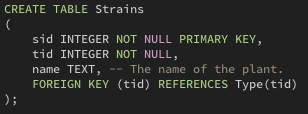 CREATE TABLE Strains
(
    sid INTEGER NOT NULL PRIMARY KEY,
    tid INTEGER NOT NULL,
    name TEXT, -- The name of the plant.
    FOREIGN KEY (tid) REFERENCES Type(tid)
);